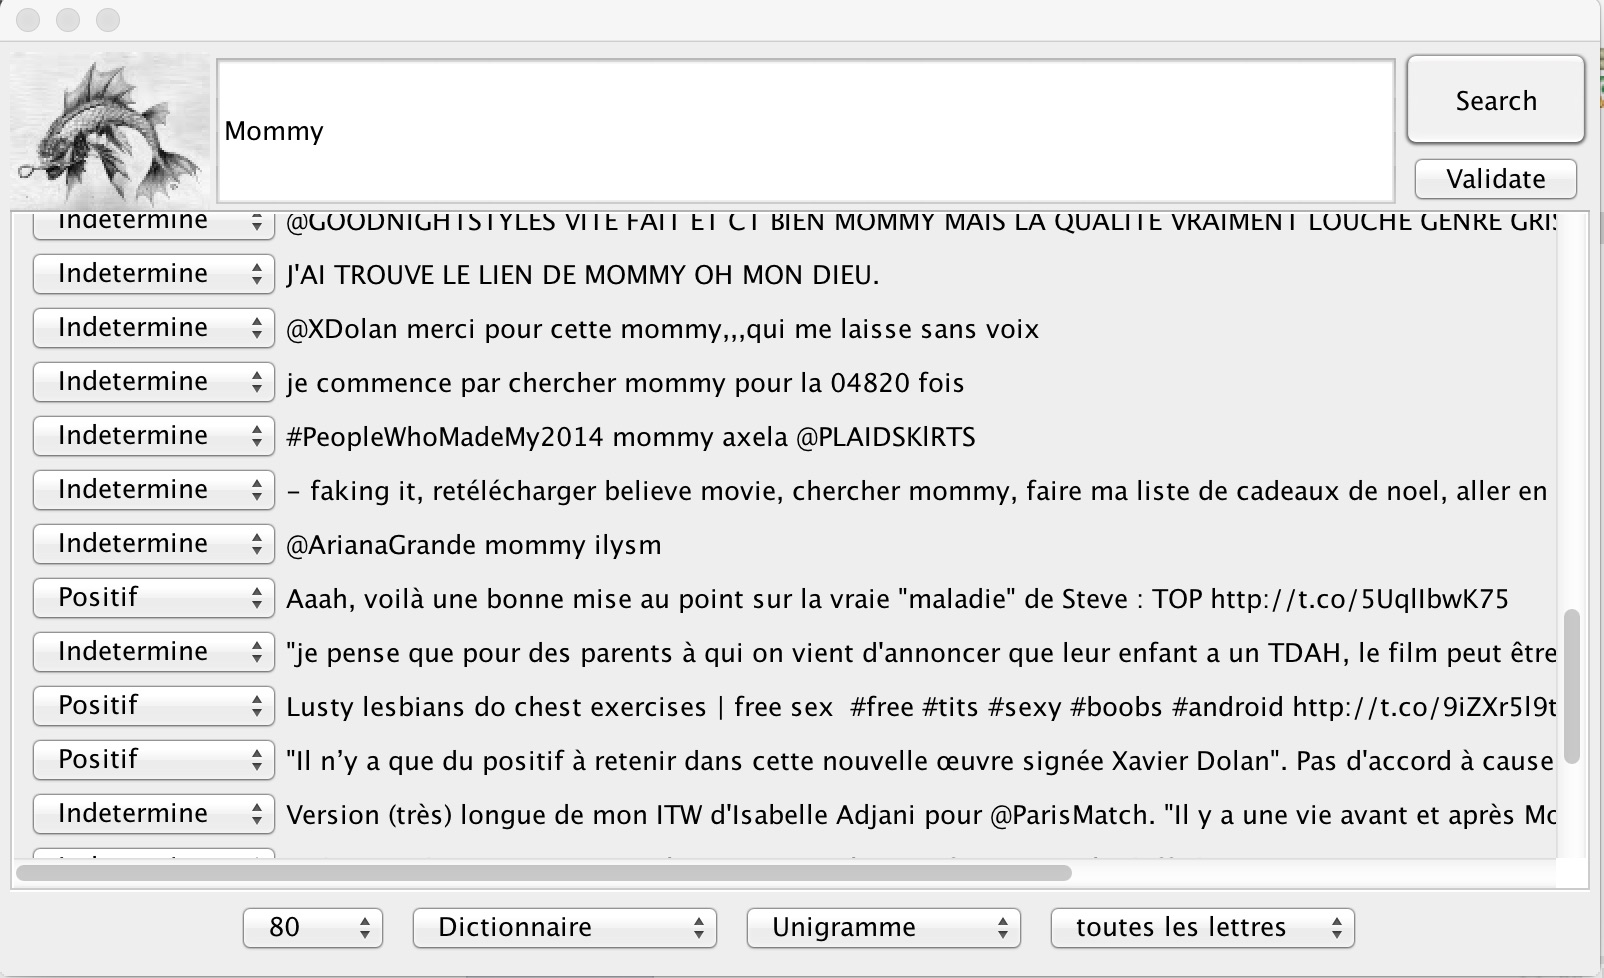 Mommy
Search
Validate
Indetermine @GOODNIGHTSTYLES VITE FAIT ET CT BIEN MOMMY MAIS LA QUALITE VRAIMENT LOUCHE GENRE
Indetermine J'AI TROUVE LE LIEN DE MOMMY OH MON DIEU.
Indetermine @XDolan merci pour cette mommy,,,qui me laisse sans voix
Indetermine je commence par chercher mommy pour la 04820 fois
Indetermine #PeopleWhoMadeMy2014 mommy axela @PLAIDSKlRTS
Indetermine - faking it, retélécharger believe movie, chercher mommy, faire ma liste de cadeaux de noel, aller en
Indetermine @ArianaGrande mommy ilysm
Positif Aaah, voilà une bonne mise au point sur la vraie "maladie" de Steve : TOP http://t.co/5UqlIbwK75
Indetermine "je pense que pour des parents à qui on vient d'annoncer que leur enfant a un TDAH, le film peut être
Positif Lusty lesbians do chest exercises | free sex #free #tits #sexy #boobs #android http://t.co/9iZXr5l9t
Positif "Il n’y a que du positif à retenir dans cette nouvelle œuvre signée Xavier Dolan". Pas d'accord à cause
Indetermine Version (très) longue de mon ITW d'Isabelle Adjani pour @ParisMatch. "Il y a une vie avant et après
80 Dictionnaire Unigramme toutes les lettres